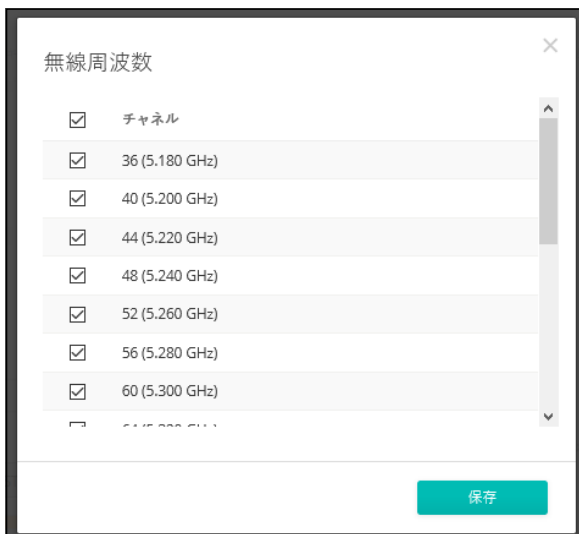 無線周波数
チャネル
36 (5.180 GHz)
40 (5.200 GHz)
44 (5.220 GHz)
48 (5.240 GHz)
52 (5.260 GHz)
56 (5.280 GHz)
60 (5.300 GHz)
保存